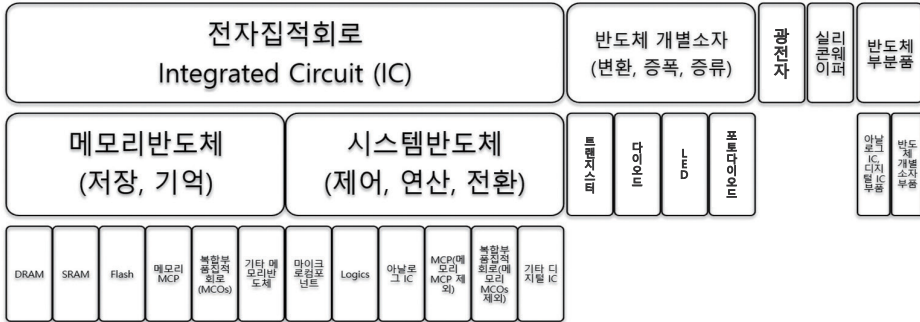 전자집적회로
Integrated Circuit (IC)
반도체 개별소자
(변환, 증폭, 증류)
광
전
자
실리
콘웨
이퍼
반도체
부분품
메모리반도체
(저장, 기억)
시스템반도체
(제어, 연산, 전환)
트
랜
지
스
터
다
이
오
드
L
E
D
포
토
다
이
오
드
아날
로그
IC,
디지
털 IC
부품
반도
체
개별
소자
부품
DRAM
SRAM
Flash
메모리
MCP
복합부
품집적
회로
(MCOs)
기타 메
모리반
도체
마이크
로컴포
넌트
Logics
아날로
그 IC
MCP(메
모리
MCP 제
외)
복합부
품집적
회로(메
모리
MCOs
제외)
기타 디
지털 IC